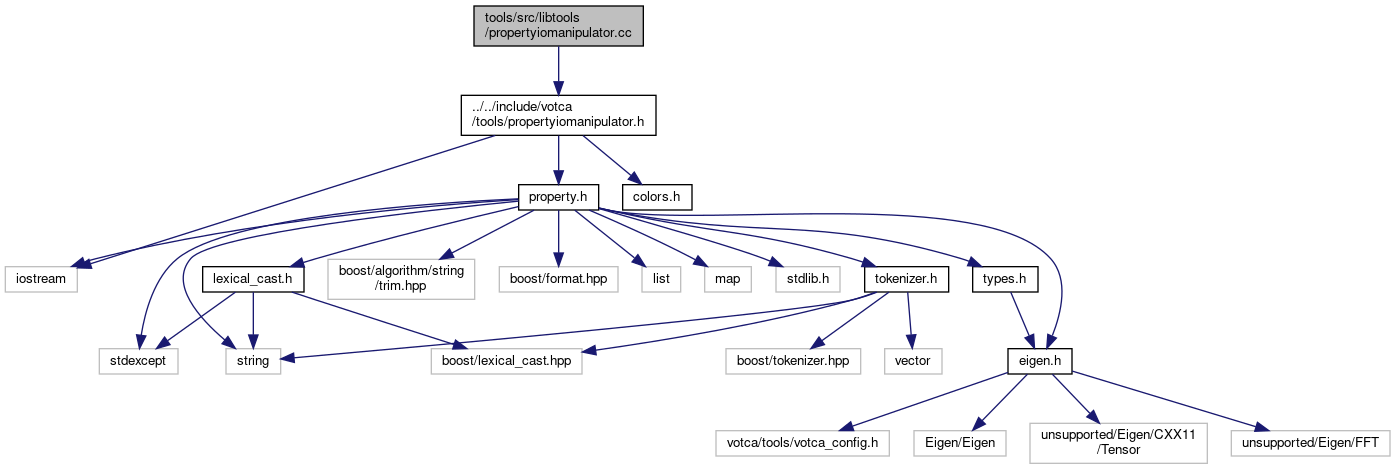 tools/src/libtools
/propertyiomanipulator.cc
../../include/votca
/tools/propertyiomanipulator.h
property.h
colors.h
iostream
lexical_cast.h
boost/algorithm/string
/trim.hpp
boost/format.hpp
list
map
stdlib.h
tokenizer.h
types.h
stdexcept
string
boost/lexical_cast.hpp
boost/tokenizer.hpp
vector
eigen.h
votca/tools/votca_config.h
Eigen/Eigen
unsupported/Eigen/CXX11
/Tensor
unsupported/Eigen/FFT